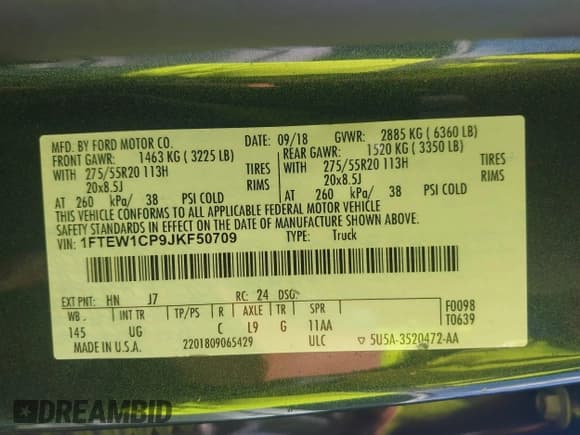 MFD. BY FORD MOTOR CO.
DATE: 09/18 GVWR: 2885 KG ( 6360 LB)
FRONT GAWR: 1463 KG ( 3225 LB)
REAR GAWR: 1520 KG ( 3350 LB)
WITH 275/55R20 113H TIRES
WITH 275/55R20 113H TIRES
20x8.5J RIMS
20x8.5J RIMS
AT 260 kPa/ 38 PSI COLD
AT 260 kPa/ 38 PSI COLD
THIS VEHICLE CONFORMS TO ALL APPLICABLE FEDERAL MOTOR VEHICLE
SAFETY STANDARDS IN EFFECT ON THE DATE OF MANUFACTURE SHOWN ABOVE.
VIN: 1FTEW1CP9JKF50709 TYPE: Truck
EXT PNT: HN J7 RC: 24 DSO:
F0098
T0639
WB INT TR TP/PS R AXLE TR SPR
145 UG C L9 G 11AA
MADE IN U.S.A. 2201809065429 ULC ▽ 5U5A-3520472-AA
DREAMBID